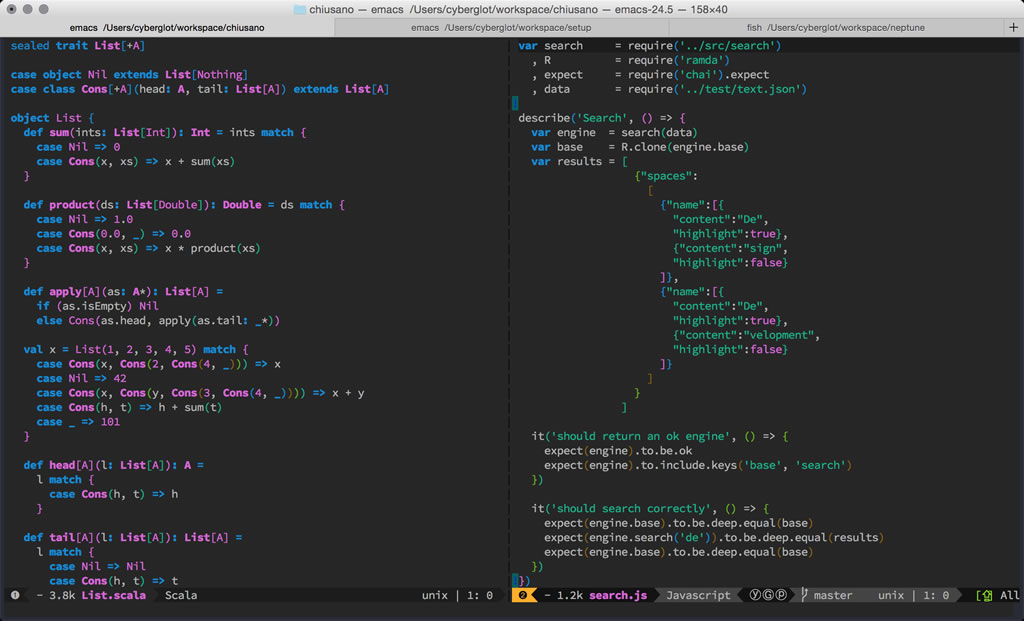 chiusano — emacs /Users/cyberglot/workspace/chiusano — emacs-24.5 — 158×40
emacs /Users/cyberglot/workspace/chiusano
emacs /Users/cyberglot/workspace/setup
fish /Users/cyberglot/workspace/neptune
+
sealed trait List[+A]
case object Nil extends List[Nothing]
case class Cons[+A](head: A, tail: List[A]) extends List[A]
object List {
def sum(ints: List[Int]): Int = ints match {
case Nil => 0
case Cons(x, xs) => x + sum(xs)
}
def product(ds: List[Double]): Double = ds match {
case Nil => 1.0
case Cons(0.0, _) => 0.0
case Cons(x, xs) => x * product(xs)
}
def apply[A](as: A*): List[A] =
if (as.isEmpty) Nil
else Cons(as.head, apply(as.tail: _*))
val x = List(1, 2, 3, 4, 5) match {
case Cons(x, Cons(2, Cons(4, _))) => x
case Nil => 42
case Cons(x, Cons(y, Cons(3, Cons(4, _)))) => x + y
case Cons(h, t) => h + sum(t)
case _ => 101
}
def head[A](l: List[A]): A =
l match {
case Cons(h, t) => h
}
def tail[A](l: List[A]): List[A] =
l match {
case Nil => Nil
case Cons(h, t) => t
❶ - 3.8k List.scala Scala unix | 1: 0
var search = require('../src/search')
, R = require('ramda')
, expect = require('chai').expect
, data = require('../test/text.json')
describe('Search', () => {
var engine = search(data)
var base = R.clone(engine.base)
var results = [
{"spaces":
[
{"name":[{
"content":"De",
"highlight":true},
{"content":"sign",
"highlight":false}
]},
{"name":[{
"content":"De",
"highlight":true},
{"content":"velopment",
"highlight":false}
]}
]
}
]
it('should return an ok engine', () => {
expect(engine).to.be.ok
expect(engine).to.include.keys('base', 'search')
})
it('should search correctly', () => {
expect(engine.base).to.be.deep.equal(base)
expect(engine.search('de')).to.be.deep.equal(results)
expect(engine.base).to.be.deep.equal(base)
})
})
❷ - 1.2k search.js Javascript ⓨⒼⓟ master unix | 1: 0 All